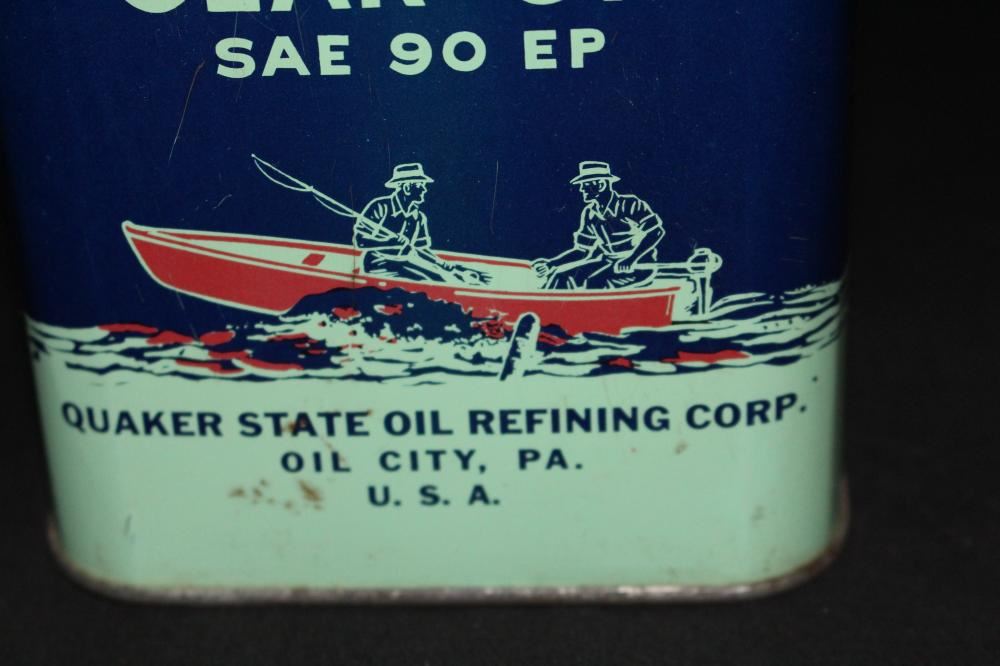 SAE 90 EP
QUAKER STATE OIL REFINING CORP.
OIL CITY, PA.
U. S. A.